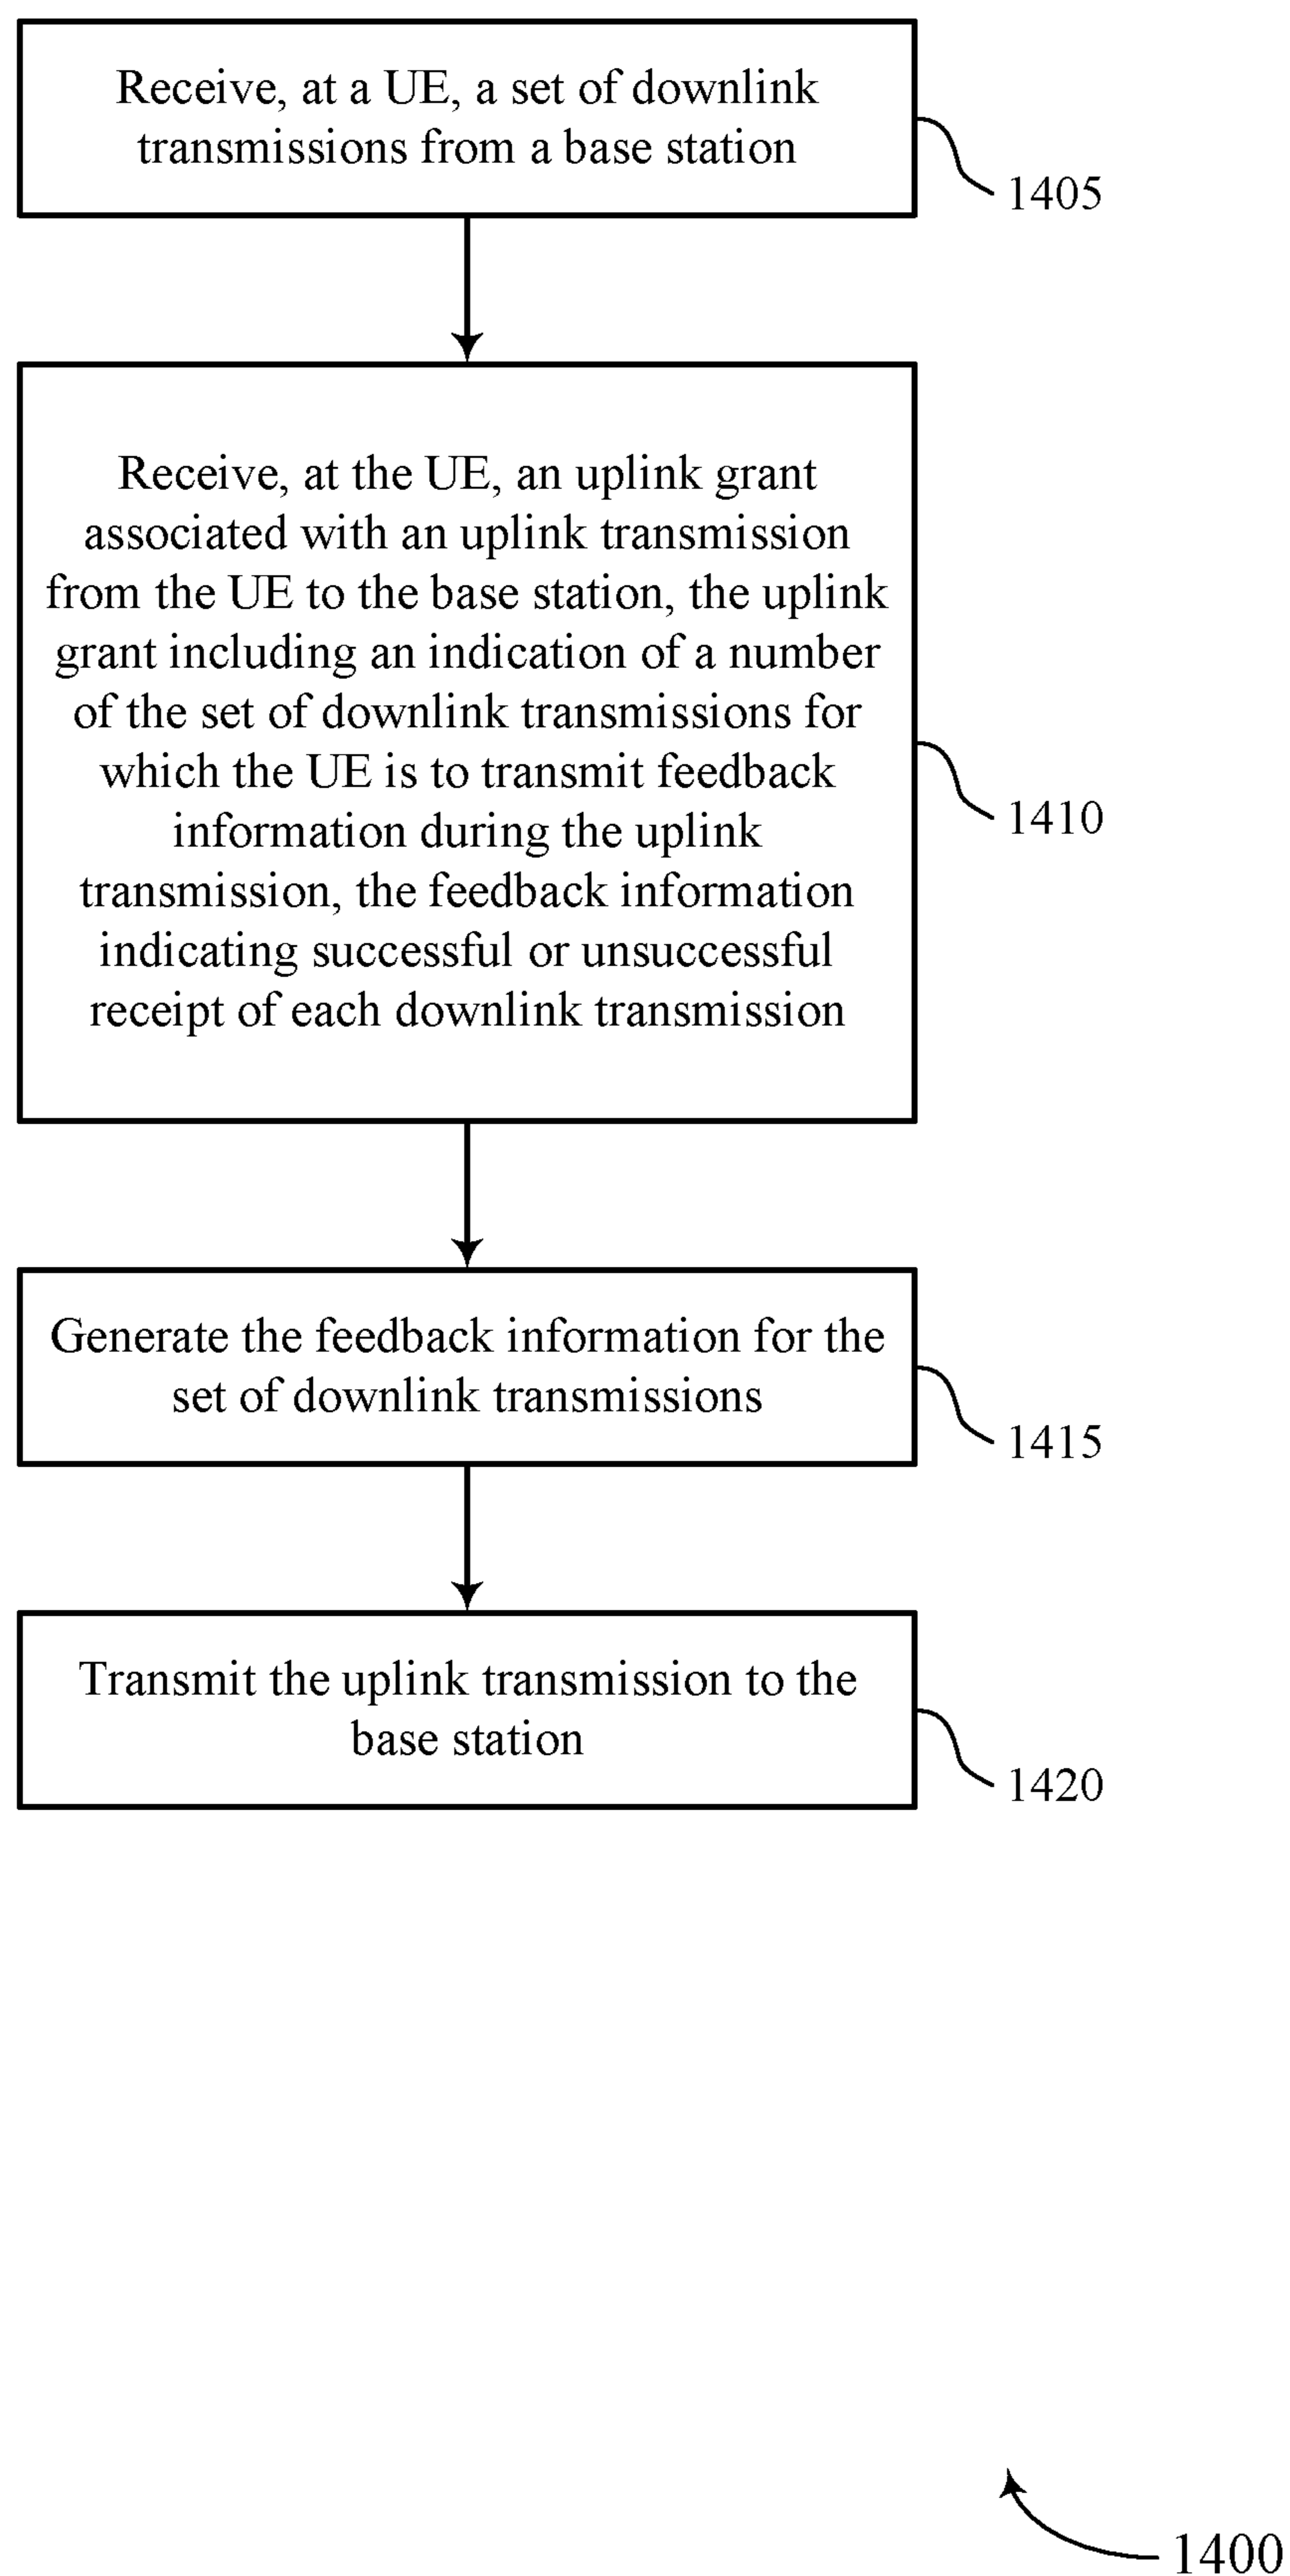 Receive, at a UE, a set of downlink
transmissions from a base station
1405
Receive, at the UE, an uplink grant
associated with an uplink transmission
from the UE to the base station, the uplink
grant including an indication of a number
of the set of downlink transmissions for
which the UE is to transmit feedback
information during the uplink
transmission, the feedback information
indicating successful or unsuccessful
receipt of each downlink transmission
1410
Generate the feedback information for the
set of downlink transmissions
1415
Transmit the uplink transmission to the
base station
1420
1400